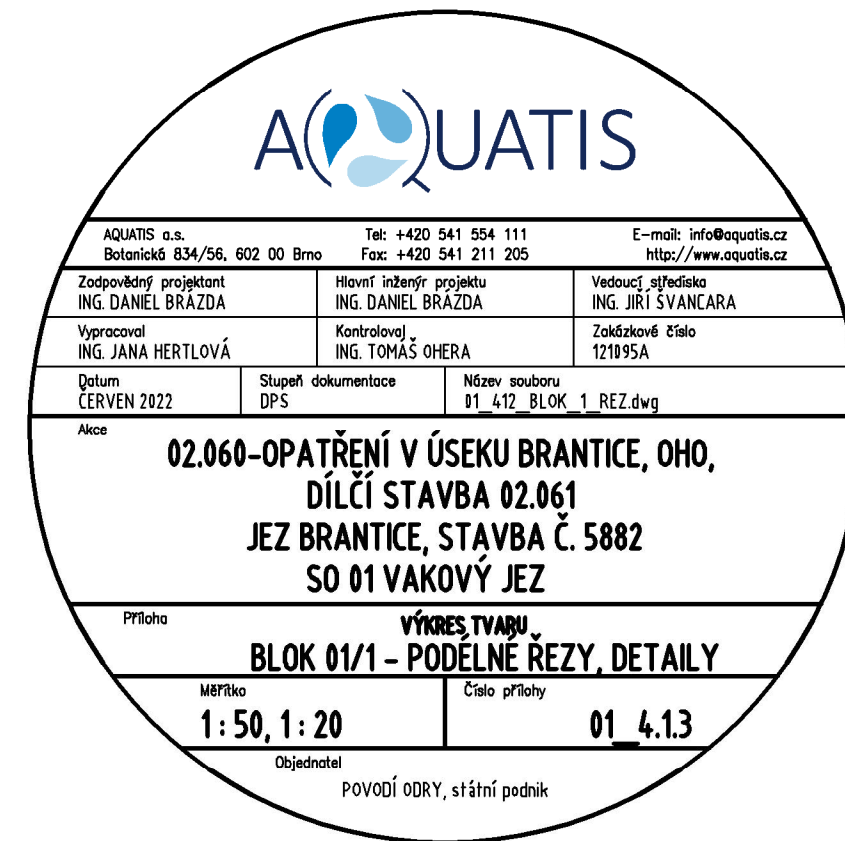 AQUATIS
AQUATIS a.s. Tel: +420 541 554 111 E-mail: info@aquatis.cz
Botanická 834/56, 602 00 Brno Fax: +420 541 211 205 http://www.aquatis.cz
Zodpovědný projektant Hlavní inženýr projektu Vedoucí střediska
ING. DANIEL BRÁZDA ING. DANIEL BRÁZDA ING. JIŘÍ ŠVANCARA
Vypracoval Kontroloval Zakázkové číslo
ING. JANA HERTLOVÁ ING. TOMÁŠ OHERA 121095A
Datum Stupeň dokumentace Název souboru
ČERVEN 2022 DPS 01_412_BLOK_1_REZ.dwg
Akce
02.060-OPATŘENÍ V ÚSEKU BRANTICE, OHO,
DÍLČÍ STAVBA 02.061
JEZ BRANTICE, STAVBA Č. 5882
SO 01 VAKOVÝ JEZ
Příloha
VÝKRES TVARU
BLOK 01/1 - PODÉLNÉ ŘEZY, DETAILY
Měřítko Číslo přílohy
1:50, 1:20 01_4.1.3
Objednatel
POVODÍ ODRY, státní podnik